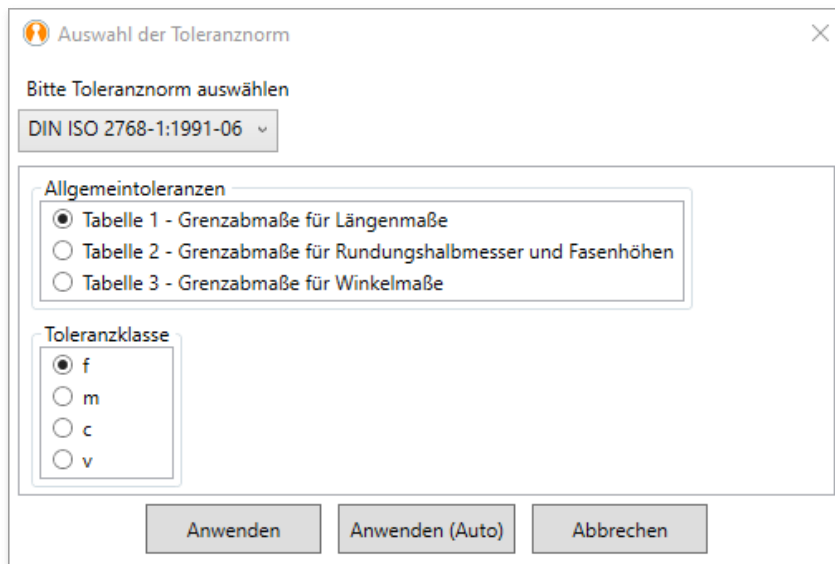 Auswahl der Toleranznorm
Bitte Toleranznorm auswählen
DIN ISO 2768-1:1991-06
Allgemeintoleranzen
Tabelle 1 - Grenzabmaße für Längenmaße
Tabelle 2 - Grenzabmaße für Rundungshalbmesser und Fasenhöhen
Tabelle 3 - Grenzabmaße für Winkelmaße
Toleranzklasse
f
m
c
v
Anwenden
Anwenden (Auto)
Abbrechen